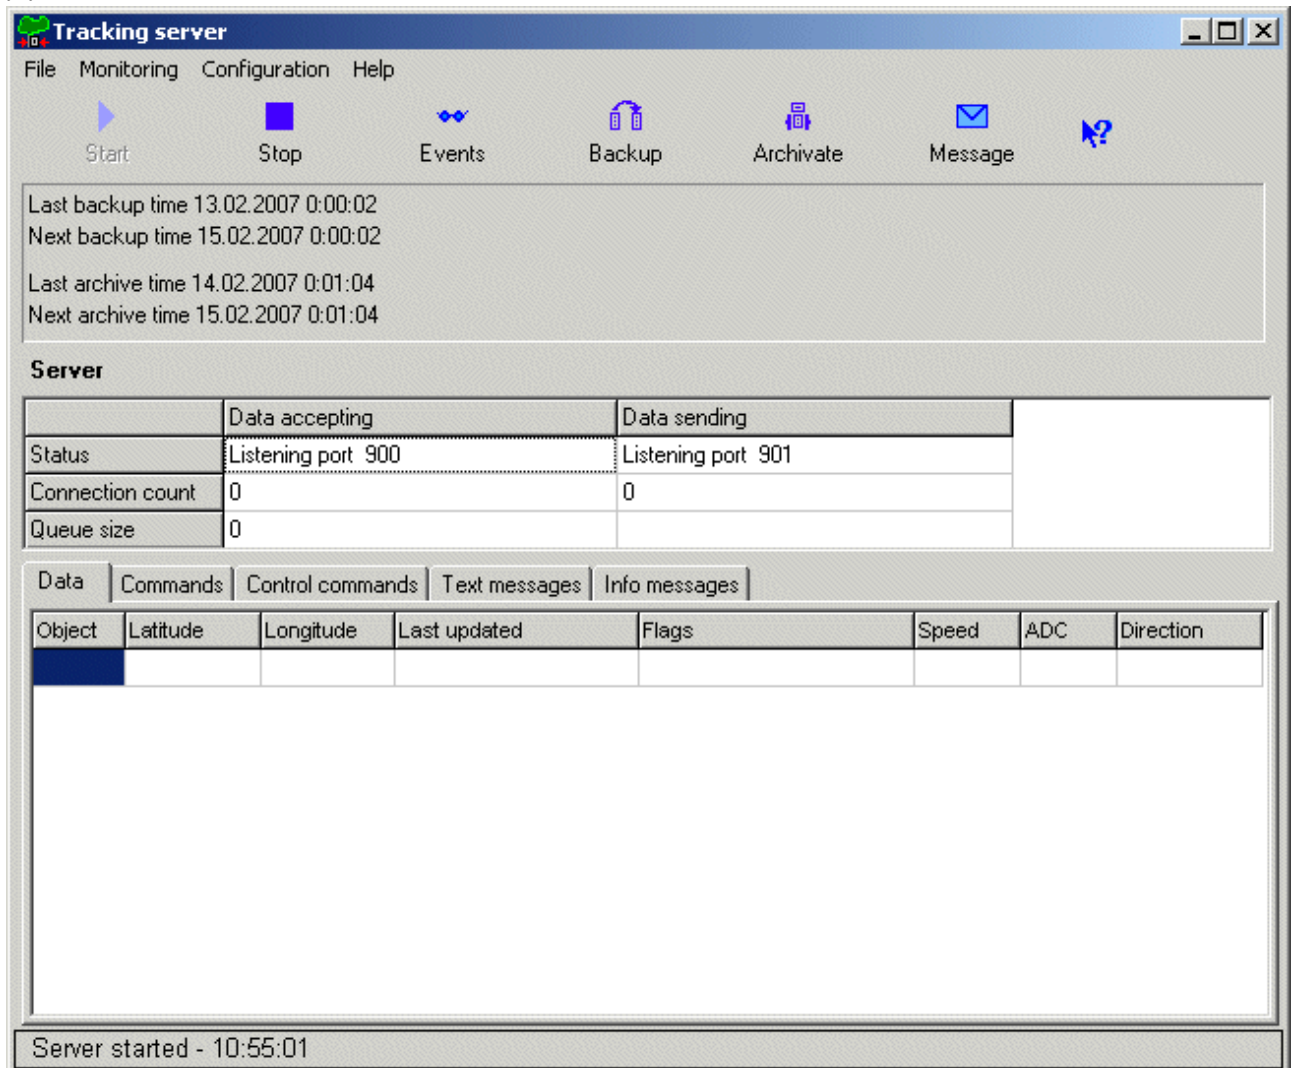 Tracking server
File Monitoring Configuration Help
Start Stop Events Backup Archivate Message
Last backup time 13.02.2007 0:00:02
Next backup time 15.02.2007 0:00:02
Last archive time 14.02.2007 0:01:04
Next archive time 15.02.2007 0:01:04
Server
Data accepting Data sending
Status Listening port 900 Listening port 901
Connection count 0 0
Queue size 0
Data Commands Control commands Text messages Info messages
Object Latitude Longitude Last updated Flags Speed ADC Direction
Server started - 10:55:01